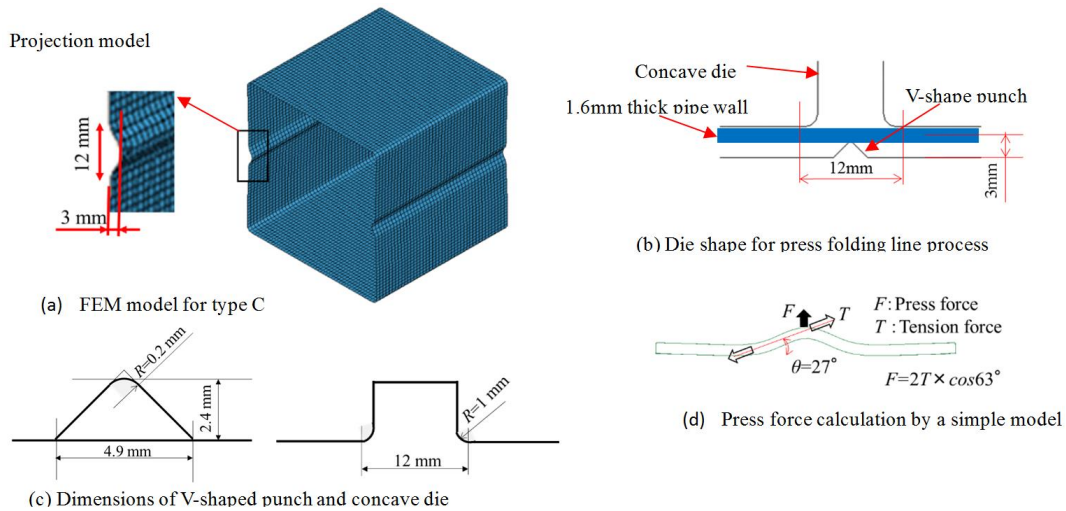 Projection model
12 mm
3 mm
(a) FEM model for type C
Concave die
V-shape punch
1.6mm thick pipe wall
12mm
3mm
(b) Die shape for press folding line process
R=0.2 mm
2.4 mm
4.9 mm
R=1 mm
12 mm
(c) Dimensions of V-shaped punch and concave die
F
T
F: Press force
T : Tension force
θ=27°
F=2T×cos63°
(d) Press force calculation by a simple model